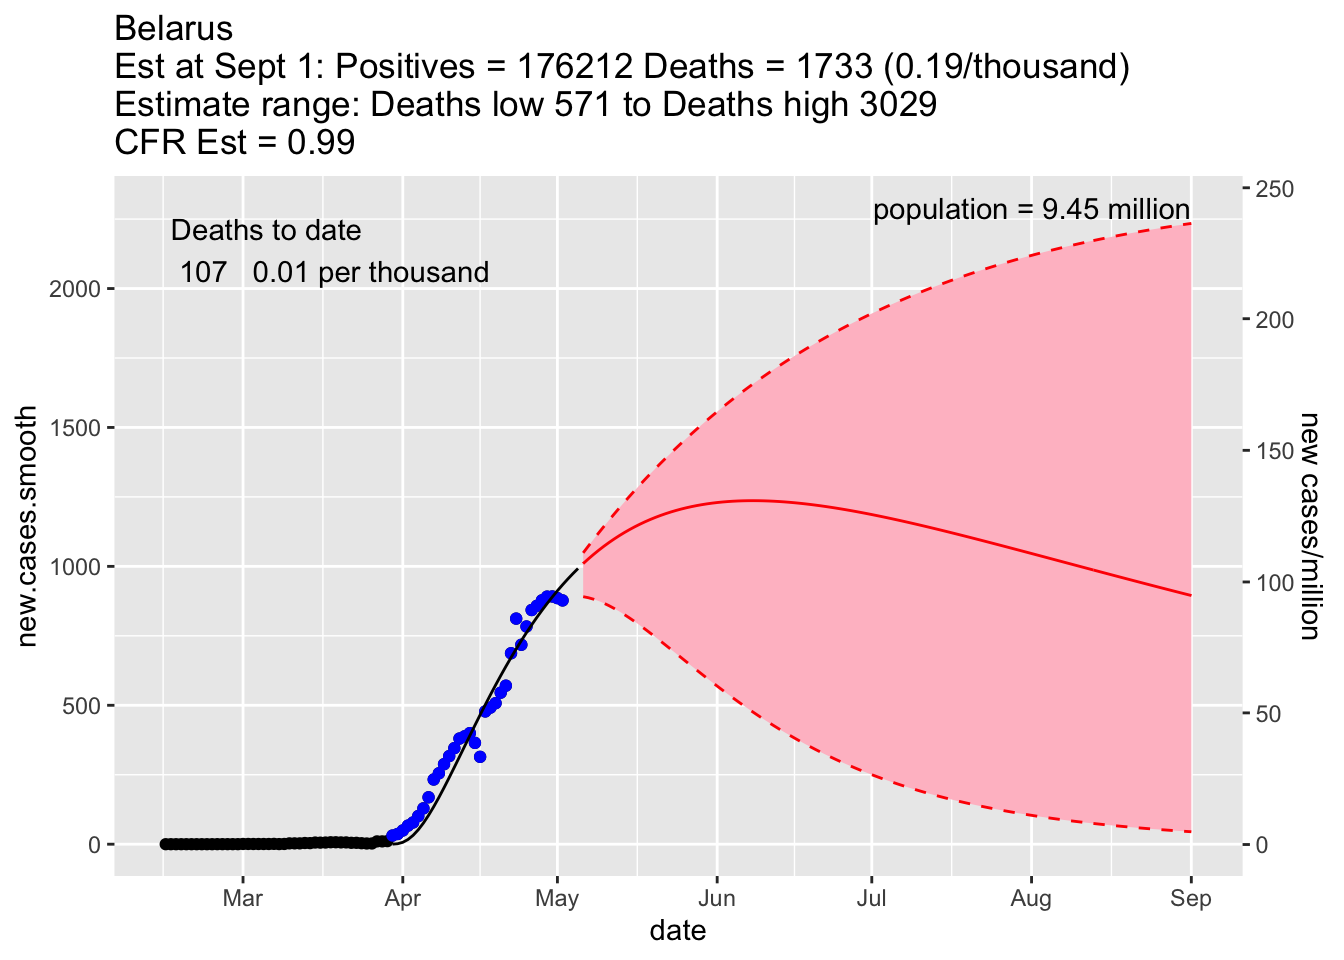 Belarus
Est at Sept 1: Positives = 176212 Deaths = 1733 (0.19/thousand)
Estimate range: Deaths low 571 to Deaths high 3029
CFR Est = 0.99
population = 9.45 million
Deaths to date
107 0.01 per thousand
new.cases.smooth
2000
1500
1000
500
0
250
200
150
100
50
0
new cases/million
Mar Apr May Jun Jul Aug Sep
date